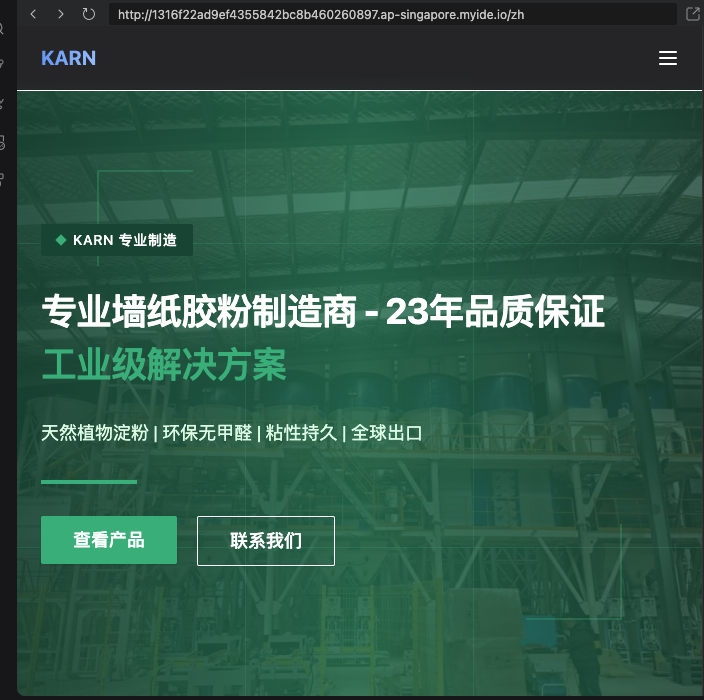 http://1316f22ad9ef4355842bc8b460260897.ap-singapore.myide.io/zh
KARN
KARN 专业制造
专业墙纸胶粉制造商 - 23年品质保证
工业级解决方案
天然植物淀粉 | 环保无甲醛 | 粘性持久 | 全球出口
查看产品
联系我们